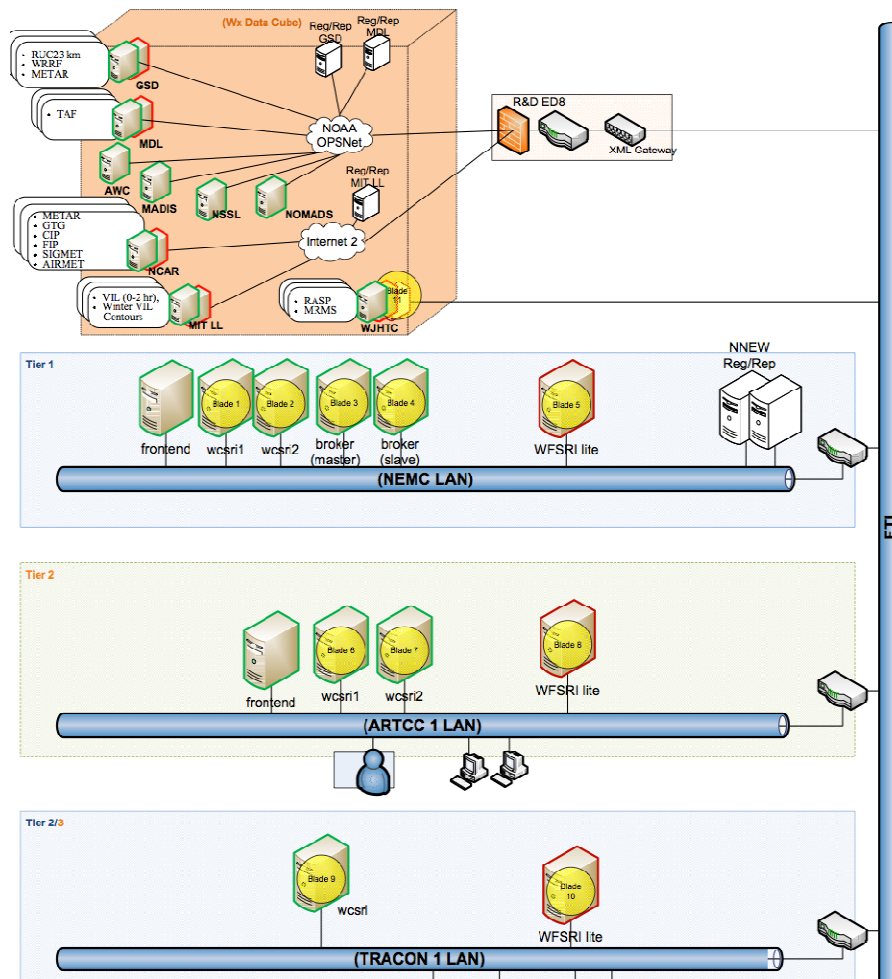 (Wx Data Cube)
Reg/Rep
GSD
Reg/Rep
MDL
• RUC23 km
• WRRF
• METAR
GSD
• TAF
MDL
NOAA
OPSNet
R&D ED8
XML Gateway
AWC
MADIS
NSSL
NOMADS
Reg/Rep
MIT LL
• METAR
• GTG
• CIP
• FIP
• SIGMET
• AIRMET
NCAR
Internet 2
• VIL (0-2 hr),
• Winter VIL
Contours
MIT LL
• RASP
• MRMS
Blade
11
WJHTC
Tier 1
NNEW
Reg/Rep
Blade 1
Blade 2
Blade 3
Blade 4
Blade 5
frontend
wcsri1
wcsri2
broker
(master)
broker
(slave)
WFSRI lite
(NEMC LAN)
Tier 2
Blade 6
Blade 7
Blade 8
frontend
wcsri1
wcsri2
WFSRI lite
(ARTCC 1 LAN)
Tier 2/3
Blade 9
Blade
10
wcsri
WFSRI lite
(TRACON 1 LAN)